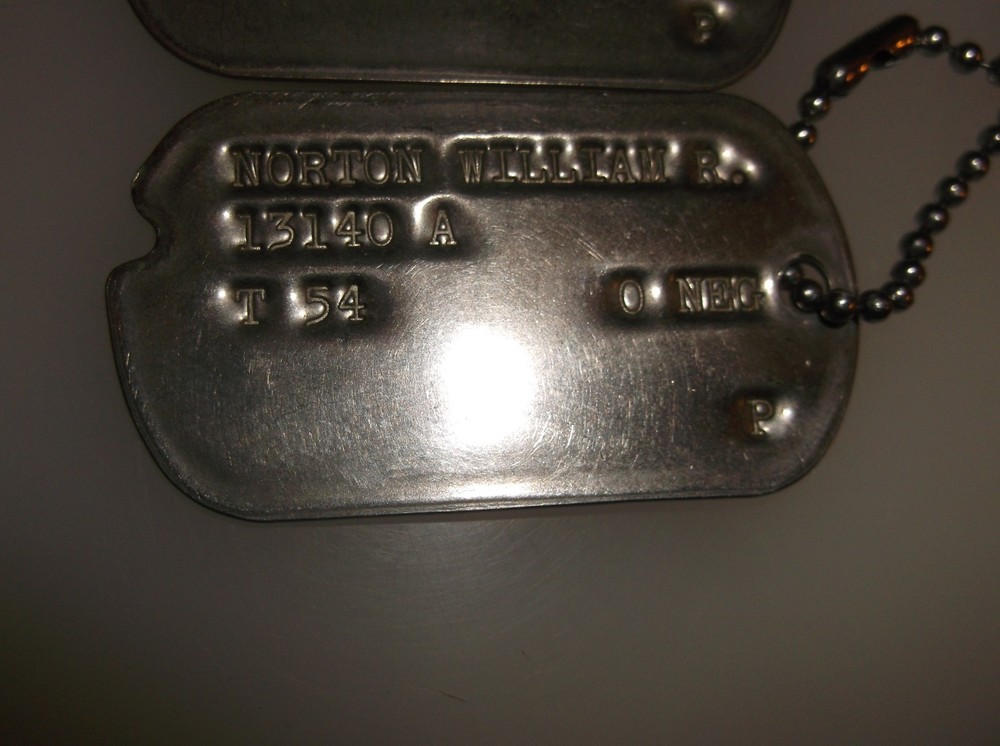 P
NORTON WILLIAM R.
13140 A
T 54 O NEG
P